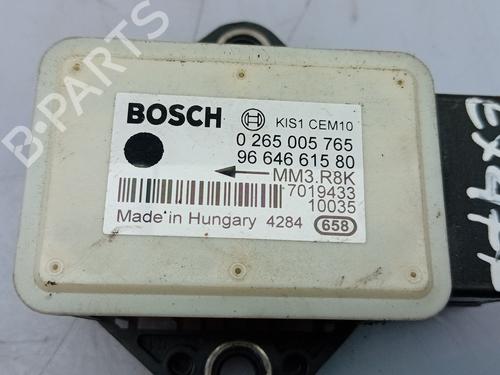 BOSCH
KIS1 CEM10
0 265 005 765
96 646 615 80
MM3.R8K
7019433
10035
Made in Hungary 4284 658
B-PARTS